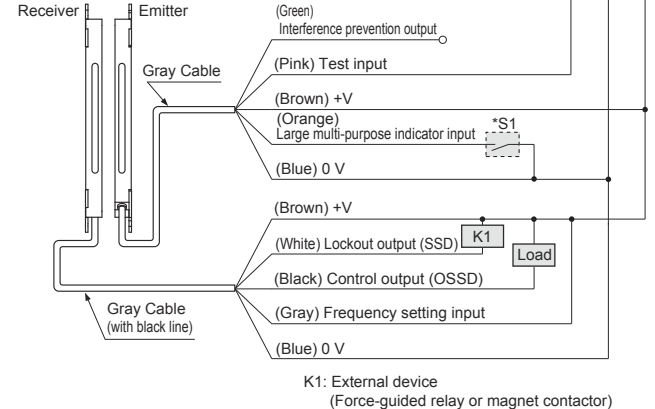 Receiver
Emitter
(Green)
Interference prevention output
(Pink) Test input
Gray Cable
(Brown) +V
(Orange)
Large multi-purpose indicator input
*S1
(Blue) 0 V
(Brown) +V
(White) Lockout output (SSD)
K1
Load
(Black) Control output (OSSD)
(Gray) Frequency setting input
Gray Cable
(with black line)
(Blue) 0 V
K1: External device
(Force-guided relay or magnet contactor)